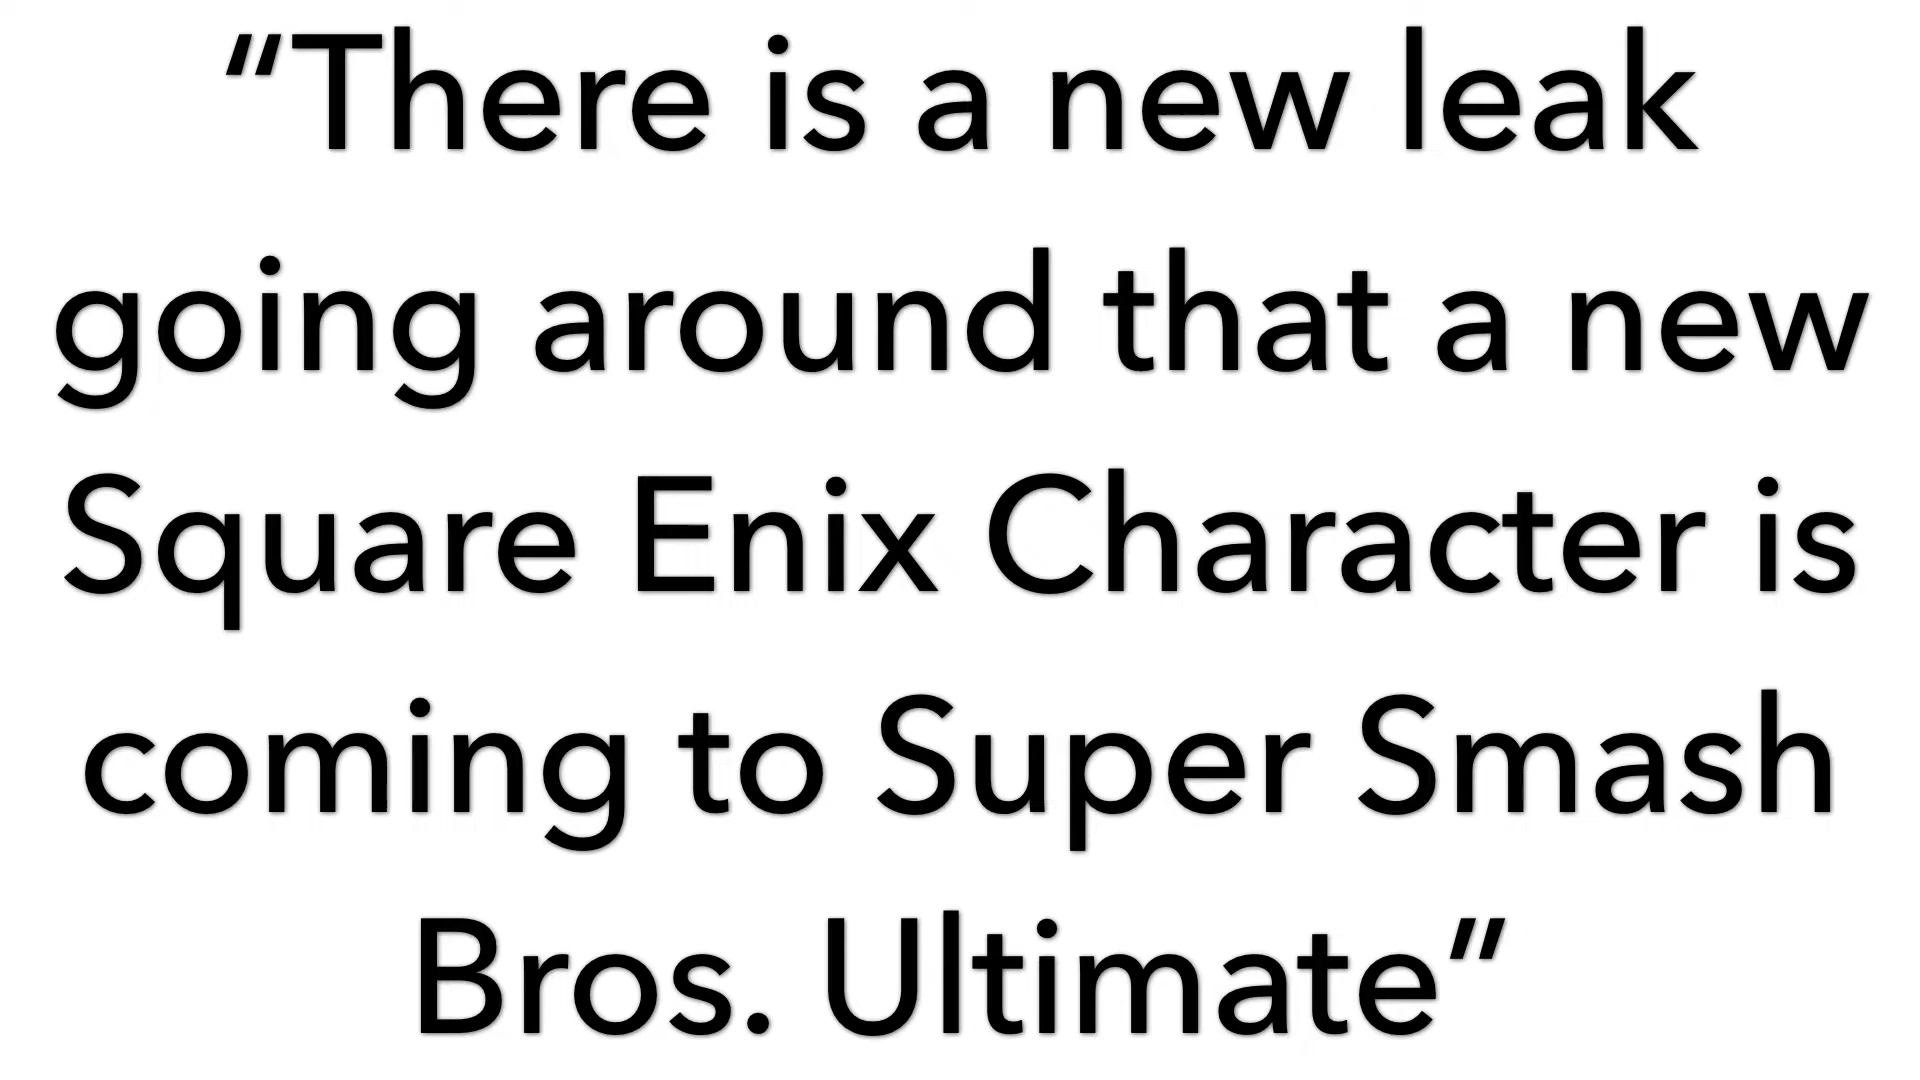 “There is a new leak
going around that a new
Square Enix Character is
coming to Super Smash
Bros. Ultimate”